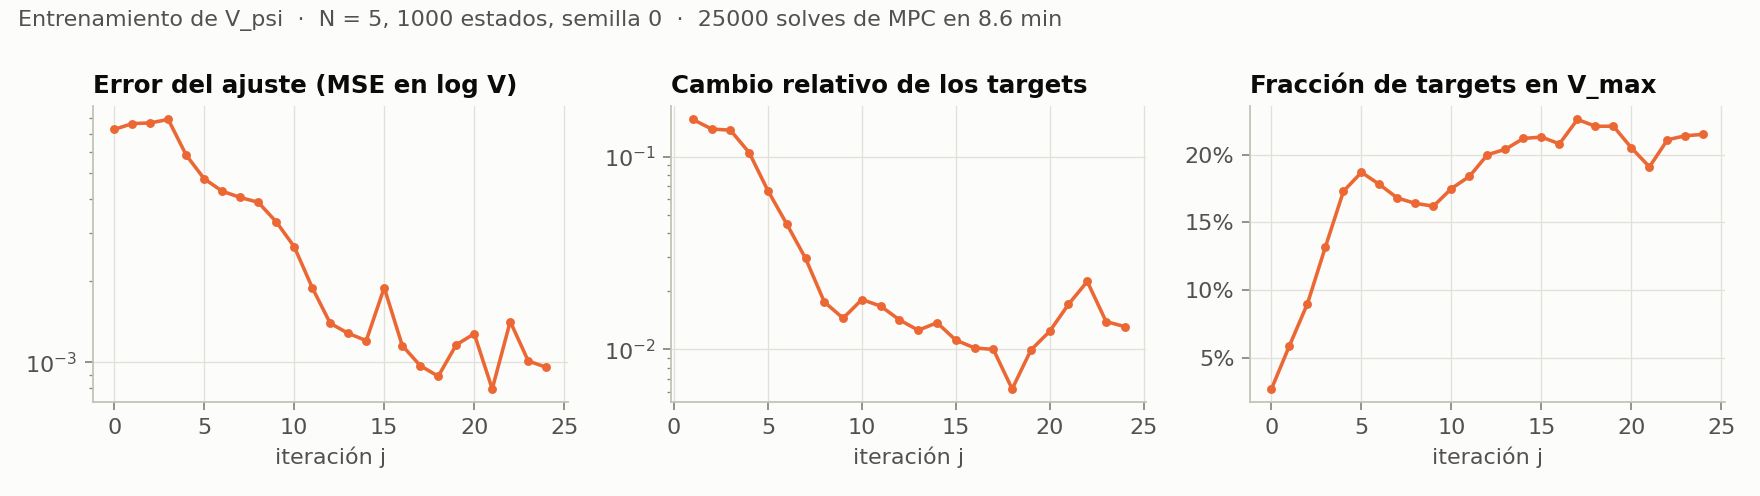 Entrenamiento de V_psi · N = 5, 1000 estados, semilla 0 · 25000 solves de MPC en 8.6 min
Error del ajuste (MSE en log V)
10⁻³
0 5 10 15 20 25
iteración j
Cambio relativo de los targets
10⁻¹
10⁻²
0 5 10 15 20 25
iteración j
Fracción de targets en V_max
20%
15%
10%
5%
0 5 10 15 20 25
iteración j